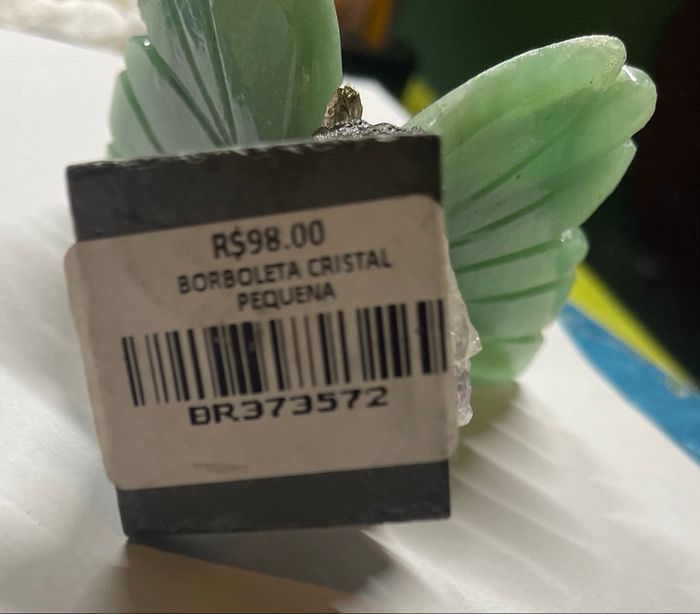 R$98.00
BORBOLETA CRISTAL
PEQUENA
BR373572